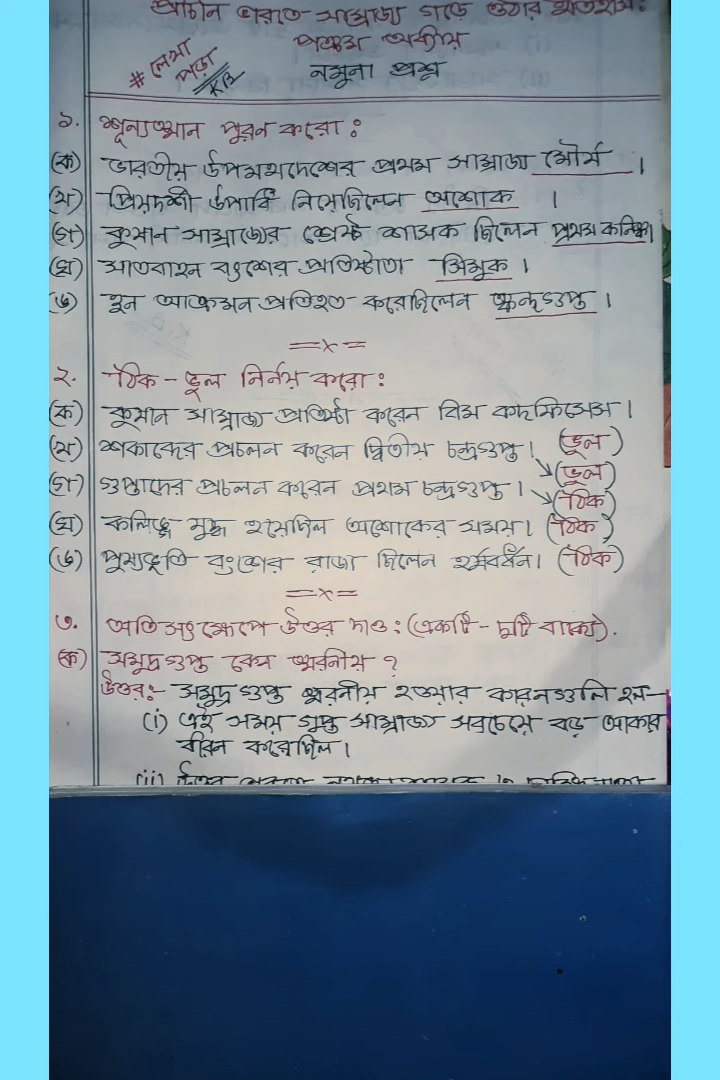 প্রাচীন ভারতে সাম্রাজ্য গড়ে ওঠার ইতিহাস:
পঞ্চম অধ্যায়
নমুনা প্রশ্ন
# লেখা
পড়া
১. শূন্যস্থান পুরন করো :
(ক) ভারতীয় উপমহাদেশের প্রথম সাম্রাজ্য মৌর্য ।
(খ) প্রিয়দর্শী উপাধি নিয়েছিলেন অশোক ।
(গ) কুষান সাম্রাজ্যের শ্রেষ্ঠ শাসক ছিলেন প্রথম কনিষ্ক।
(ঘ) সাতবাহন বংশের প্রতিষ্ঠাতা সিমুক ।
(ঙ) হুন আক্রমন প্রতিহত করেছিলেন স্কন্দগুপ্ত ।
=x=
২. ঠিক - ভুল নির্নয় করো :
(ক) কুষান সাম্রাজ্য প্রতিষ্ঠা করেন বিম কদফিসেস ।
(ভুল)
(খ) শকাব্দের প্রচলন করেন দ্বিতীয় চন্দ্রগুপ্ত ।
(ভুল)
(গ) গুপ্তাব্দের প্রচলন করেন প্রথম চন্দ্রগুপ্ত ।
(ঠিক)
(ঘ) কলিঙ্গ যুদ্ধ হয়েছিল অশোকের সময়। (ঠিক)
(ঙ) পুষ্যভূতি বংশের রাজা ছিলেন হর্ষবর্ধন। (ঠিক)
=x=
৩. অতি সংক্ষেপে উত্তর দাও : (একটি - দুটি বাক্যে).
(ক) সমুদ্রগুপ্ত কেন স্মরনীয় ?
উত্তর:- সমুদ্র গুপ্ত স্মরনীয় হওয়ার কারনগুলি হল-
(i) এই সময় গুপ্ত সাম্রাজ্য সবচেয়ে বড় আকার
ধারন করেছিল ।
(ii)